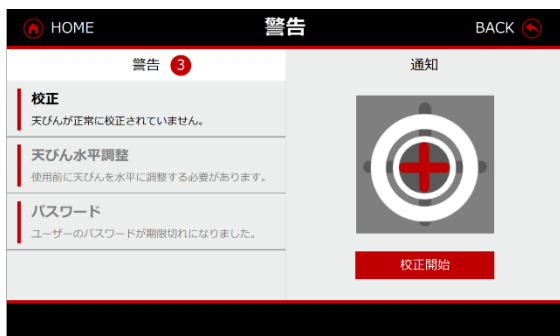 HOME
警告
BACK
警告 3
通知
校正
天びんが正常に校正されていません。
天びん水平調整
使用前に天びんを水平に調整する必要があります。
パスワード
ユーザーのパスワードが期限切れになりました。
校正開始